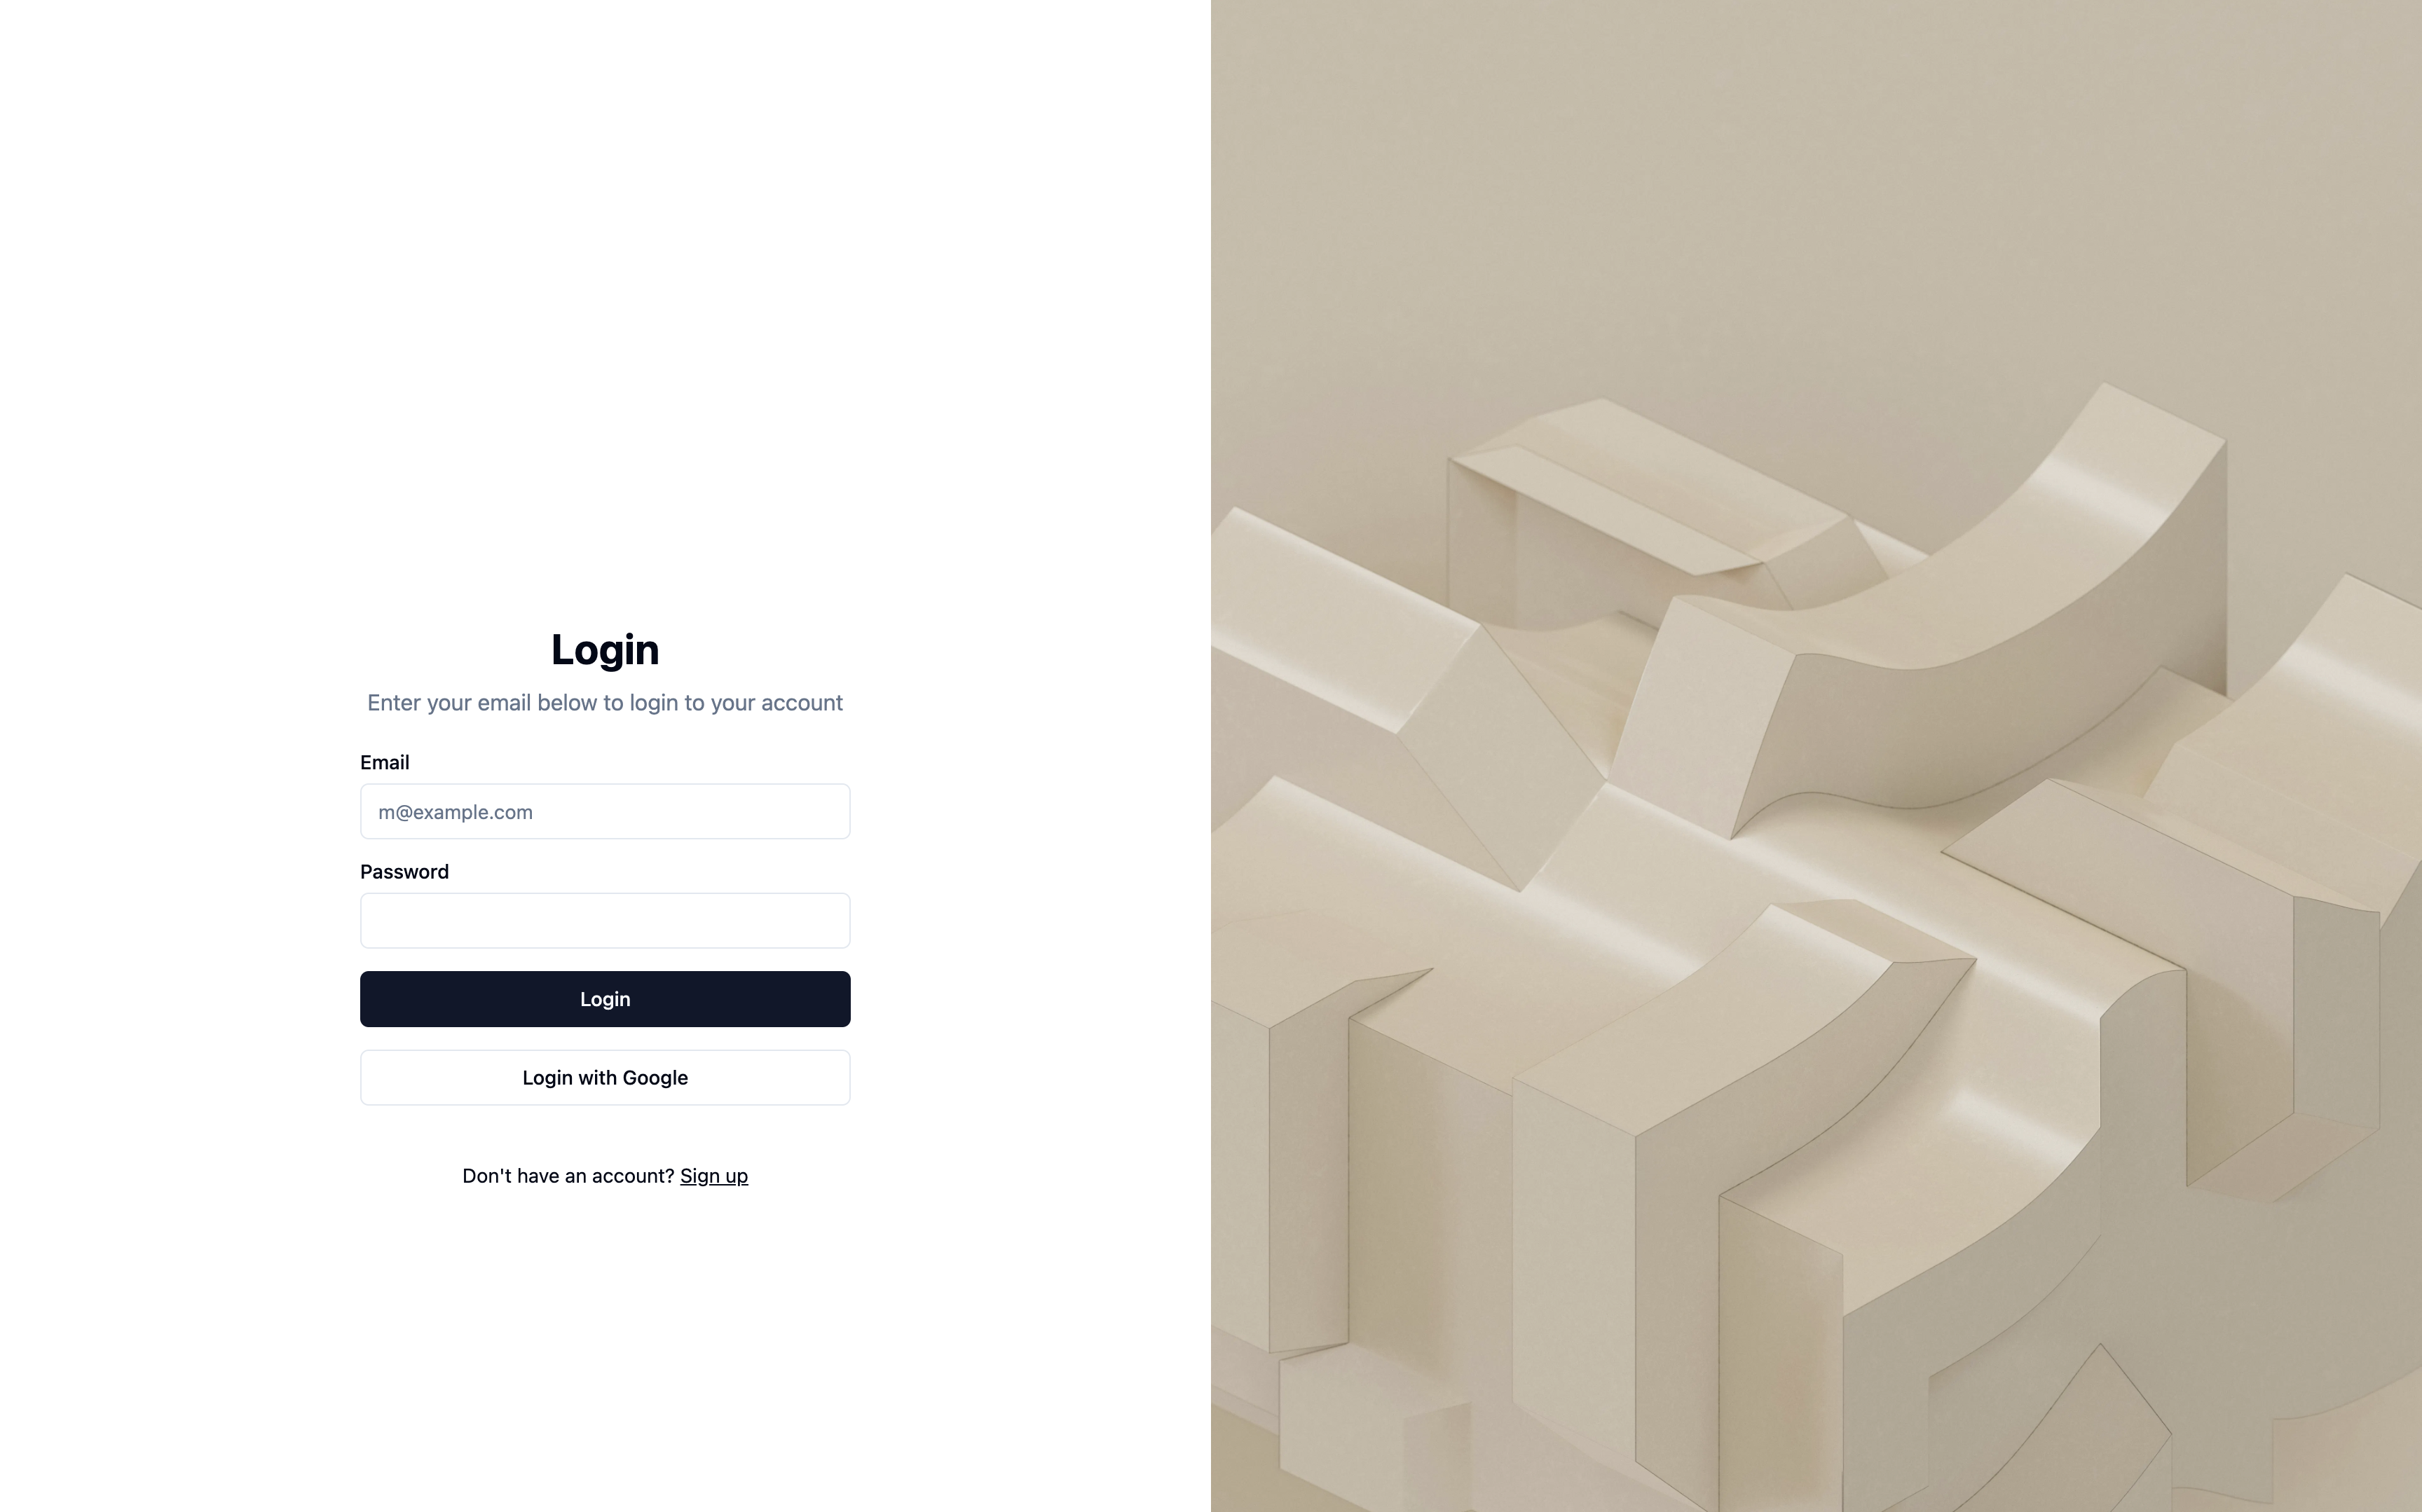 Login
Enter your email below to login to your account
Email
m@example.com
Password
Login
Login with Google
Don't have an account? Sign up